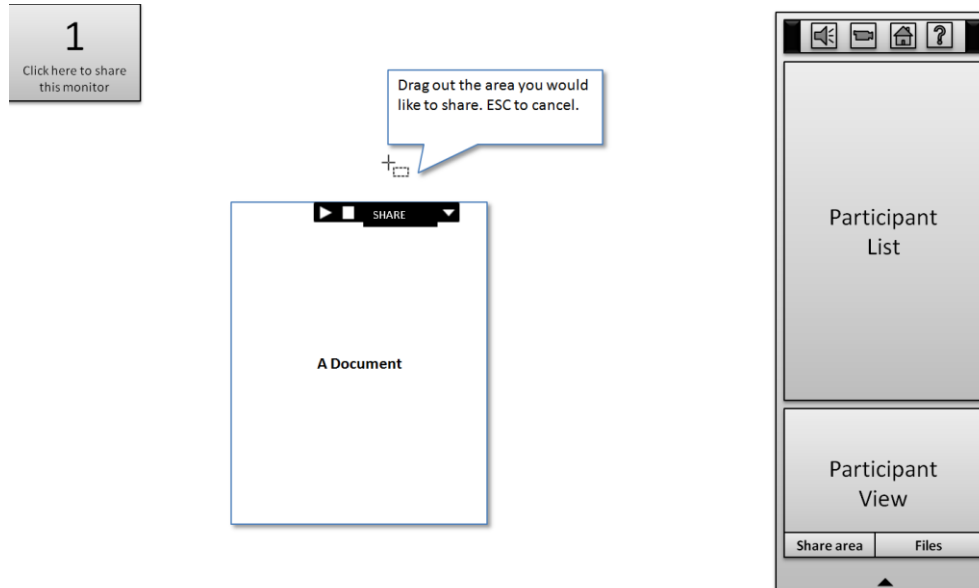 1
Click here to share
this monitor
Drag out the area you would
like to share. ESC to cancel.
SHARE
A Document
?
Participant
List
Participant
View
Share area
Files